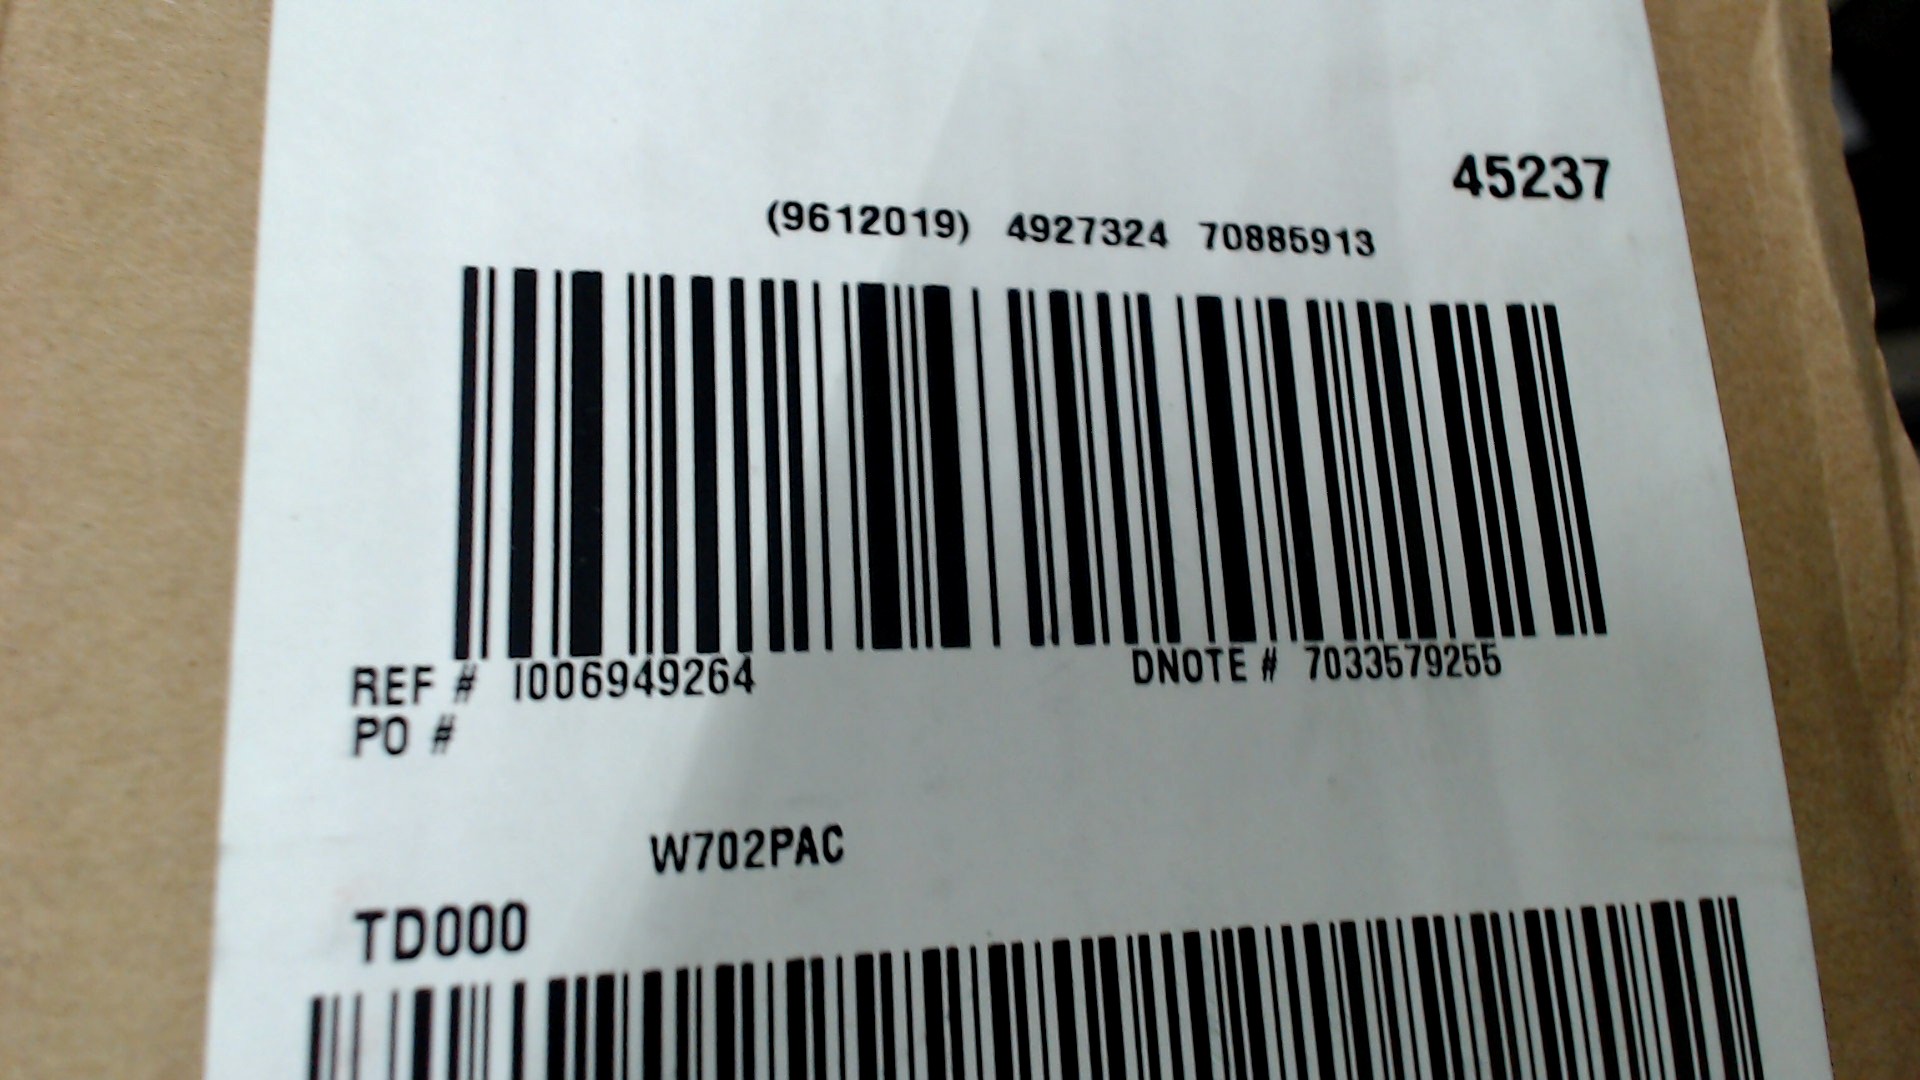 45237
(9612019) 4927324 70885913
REF # I006949264
DNOTE # 7033579255
PO #
W702PAC
TD000